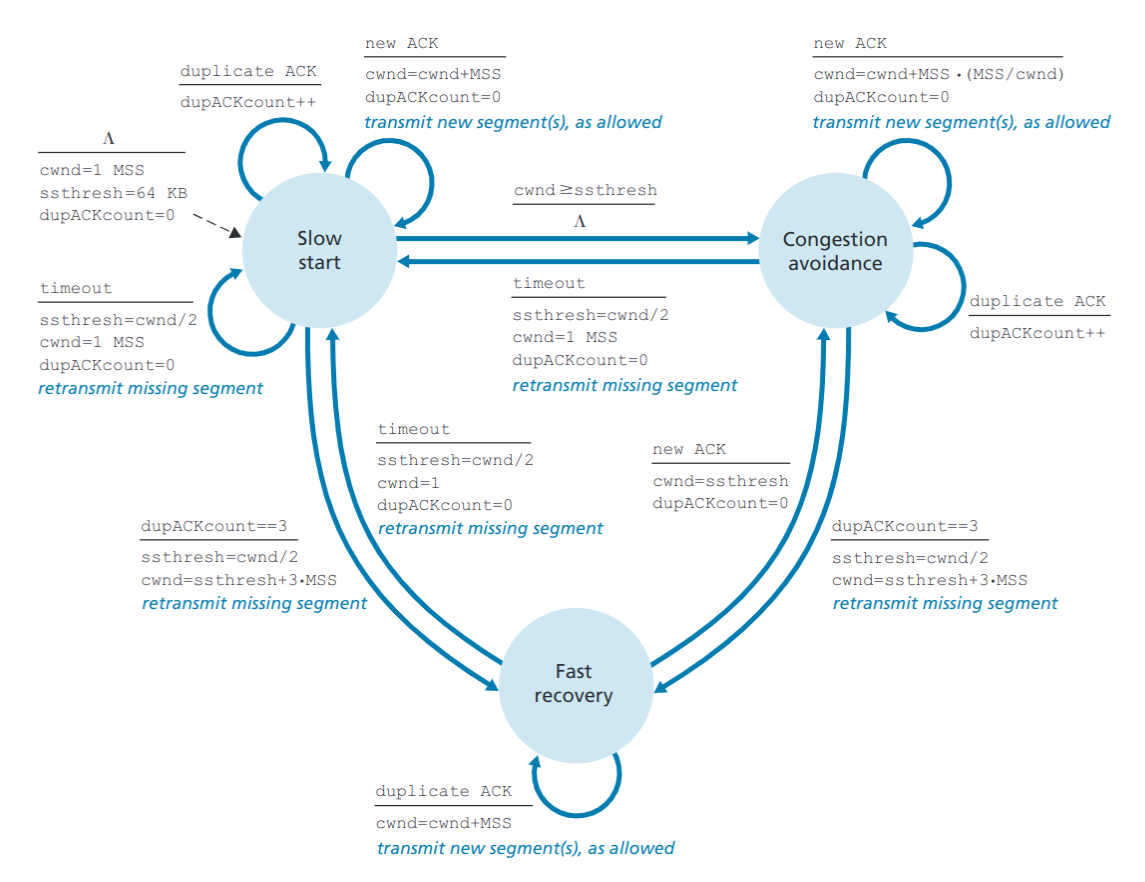 new ACK
cwnd=cwnd+MSS
dupACKcount=0
transmit new segment(s), as allowed
duplicate ACK
dupACKcount++
Λ
cwnd=1 MSS
ssthresh=64 KB
dupACKcount=0
new ACK
cwnd=cwnd+MSS·(MSS/cwnd)
dupACKcount=0
transmit new segment(s), as allowed
cwnd≥ssthresh
Λ
Slow
start
Congestion
avoidance
timeout
ssthresh=cwnd/2
cwnd=1 MSS
dupACKcount=0
retransmit missing segment
timeout
ssthresh=cwnd/2
cwnd=1 MSS
dupACKcount=0
retransmit missing segment
duplicate ACK
dupACKcount++
timeout
ssthresh=cwnd/2
cwnd=1
dupACKcount=0
retransmit missing segment
new ACK
cwnd=ssthresh
dupACKcount=0
dupACKcount==3
ssthresh=cwnd/2
cwnd=ssthresh+3·MSS
retransmit missing segment
dupACKcount==3
ssthresh=cwnd/2
cwnd=ssthresh+3·MSS
retransmit missing segment
Fast
recovery
duplicate ACK
cwnd=cwnd+MSS
transmit new segment(s), as allowed